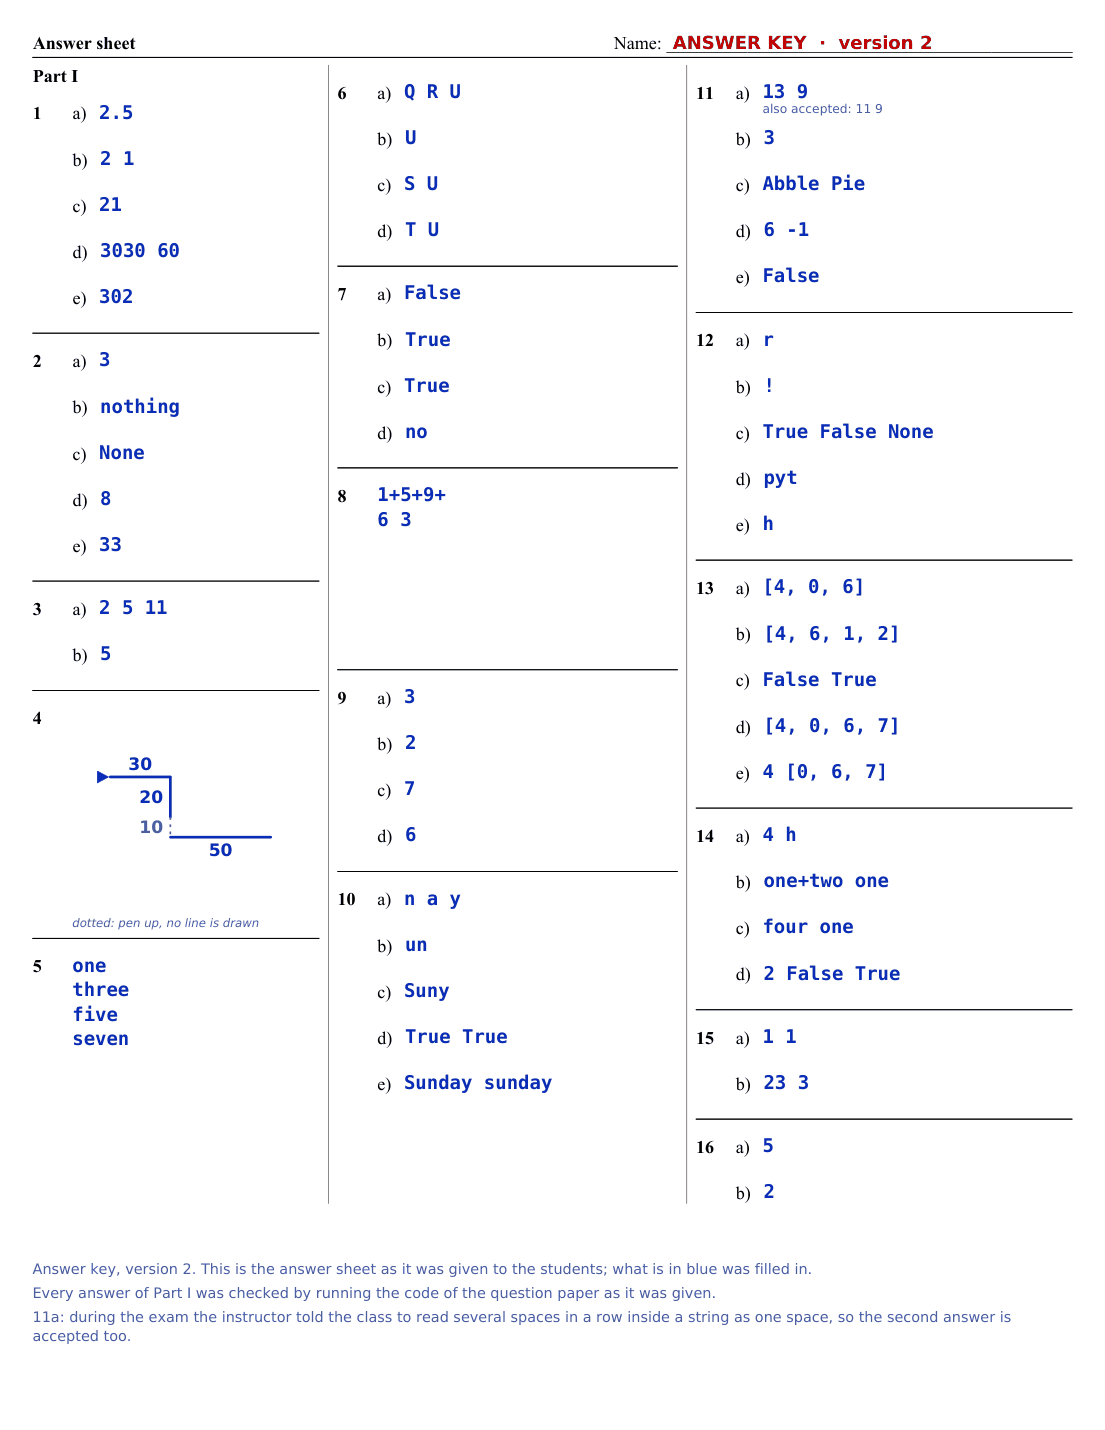 Answer sheet
Name: ANSWER KEY · version 2
Part I
1 a) 2.5
b) 2 1
c) 21
d) 3030 60
e) 302
2 a) 3
b) nothing
c) None
d) 8
e) 33
3 a) 2 5 11
b) 5
4
30
20
10
50
dotted: pen up, no line is drawn
5 one
three
five
seven
6 a) Q R U
b) U
c) S U
d) T U
7 a) False
b) True
c) True
d) no
8 1+5+9+
6 3
9 a) 3
b) 2
c) 7
d) 6
10 a) n a y
b) un
c) Suny
d) True True
e) Sunday sunday
11 a) 13 9
also accepted: 11 9
b) 3
c) Abble Pie
d) 6 -1
e) False
12 a) r
b) !
c) True False None
d) pyt
e) h
13 a) [4, 0, 6]
b) [4, 6, 1, 2]
c) False True
d) [4, 0, 6, 7]
e) 4 [0, 6, 7]
14 a) 4 h
b) one+two one
c) four one
d) 2 False True
15 a) 1 1
b) 23 3
16 a) 5
b) 2
Answer key, version 2. This is the answer sheet as it was given to the students; what is in blue was filled in.
Every answer of Part I was checked by running the code of the question paper as it was given.
11a: during the exam the instructor told the class to read several spaces in a row inside a string as one space, so the second answer is
accepted too.